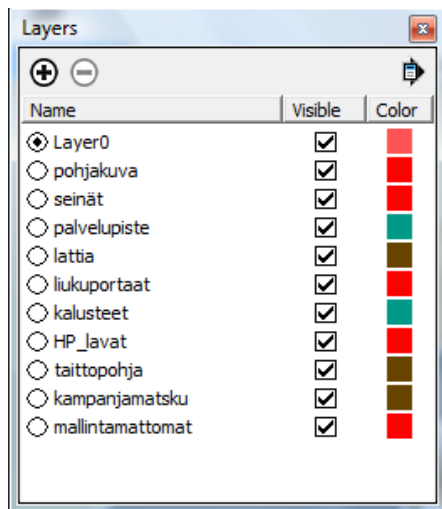 Layers
Name Visible Color
Layer0
pohjakuva
seinät
palvelupiste
lattia
liukuportaat
kalusteet
HP_lavat
taittopohja
kampanjamatsku
mallintamattomat